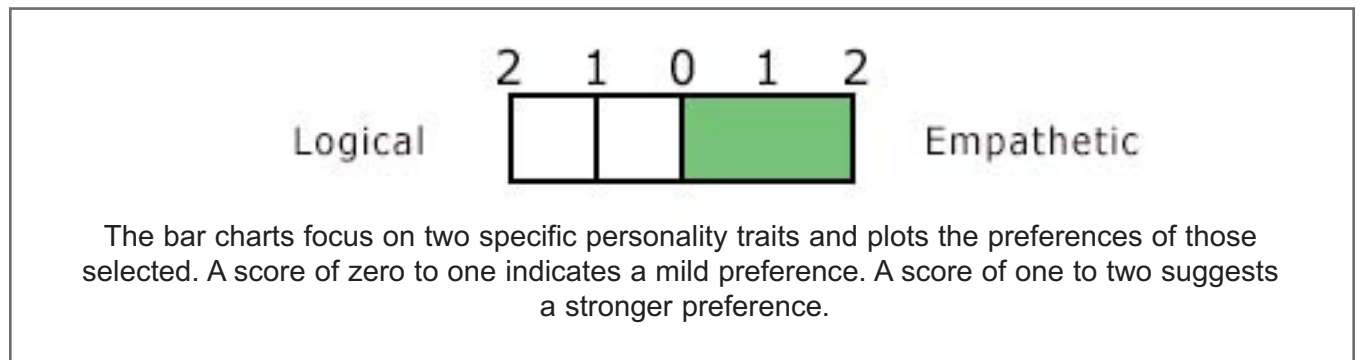 2 1 0 1 2
Logical Empathetic
The bar charts focus on two specific personality traits and plots the preferences of those
selected. A score of zero to one indicates a mild preference. A score of one to two suggests
a stronger preference.